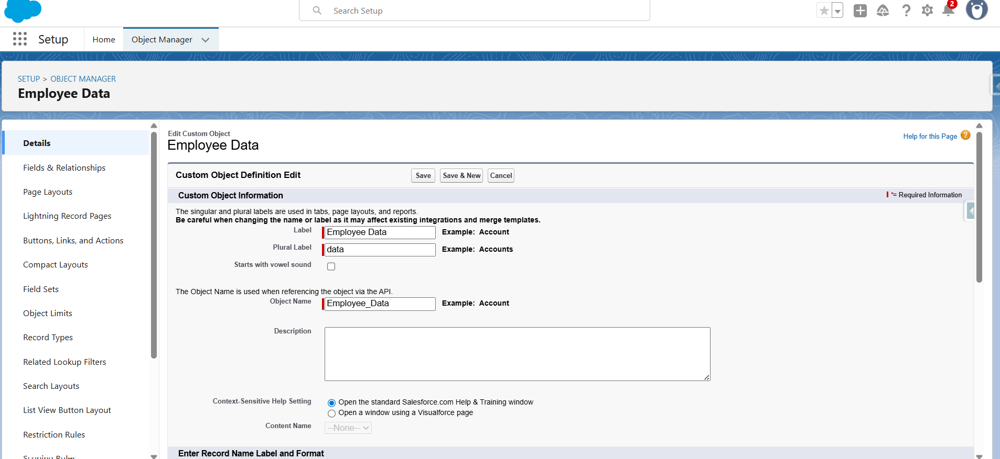 Search Setup
2
Setup
Home
Object Manager
SETUP > OBJECT MANAGER
Employee Data
Details
Fields & Relationships
Page Layouts
Lightning Record Pages
Buttons, Links, and Actions
Compact Layouts
Field Sets
Object Limits
Record Types
Related Lookup Filters
Search Layouts
List View Button Layout
Restriction Rules
Scoping Rules
Edit Custom Object
Employee Data
Help for this Page ?
Custom Object Definition Edit
Save
Save & New
Cancel
Custom Object Information
*= Required Information
The singular and plural labels are used in tabs, page layouts, and reports.
Be careful when changing the name or label as it may affect existing integrations and merge templates.
Label Employee Data Example: Account
Plural Label data Example: Accounts
Starts with vowel sound
The Object Name is used when referencing the object via the API.
Object Name Employee_Data Example: Account
Description
Context-Sensitive Help Setting Open the standard Salesforce.com Help & Training window
Open a window using a Visualforce page
Content Name --None--
Enter Record Name Label and Format